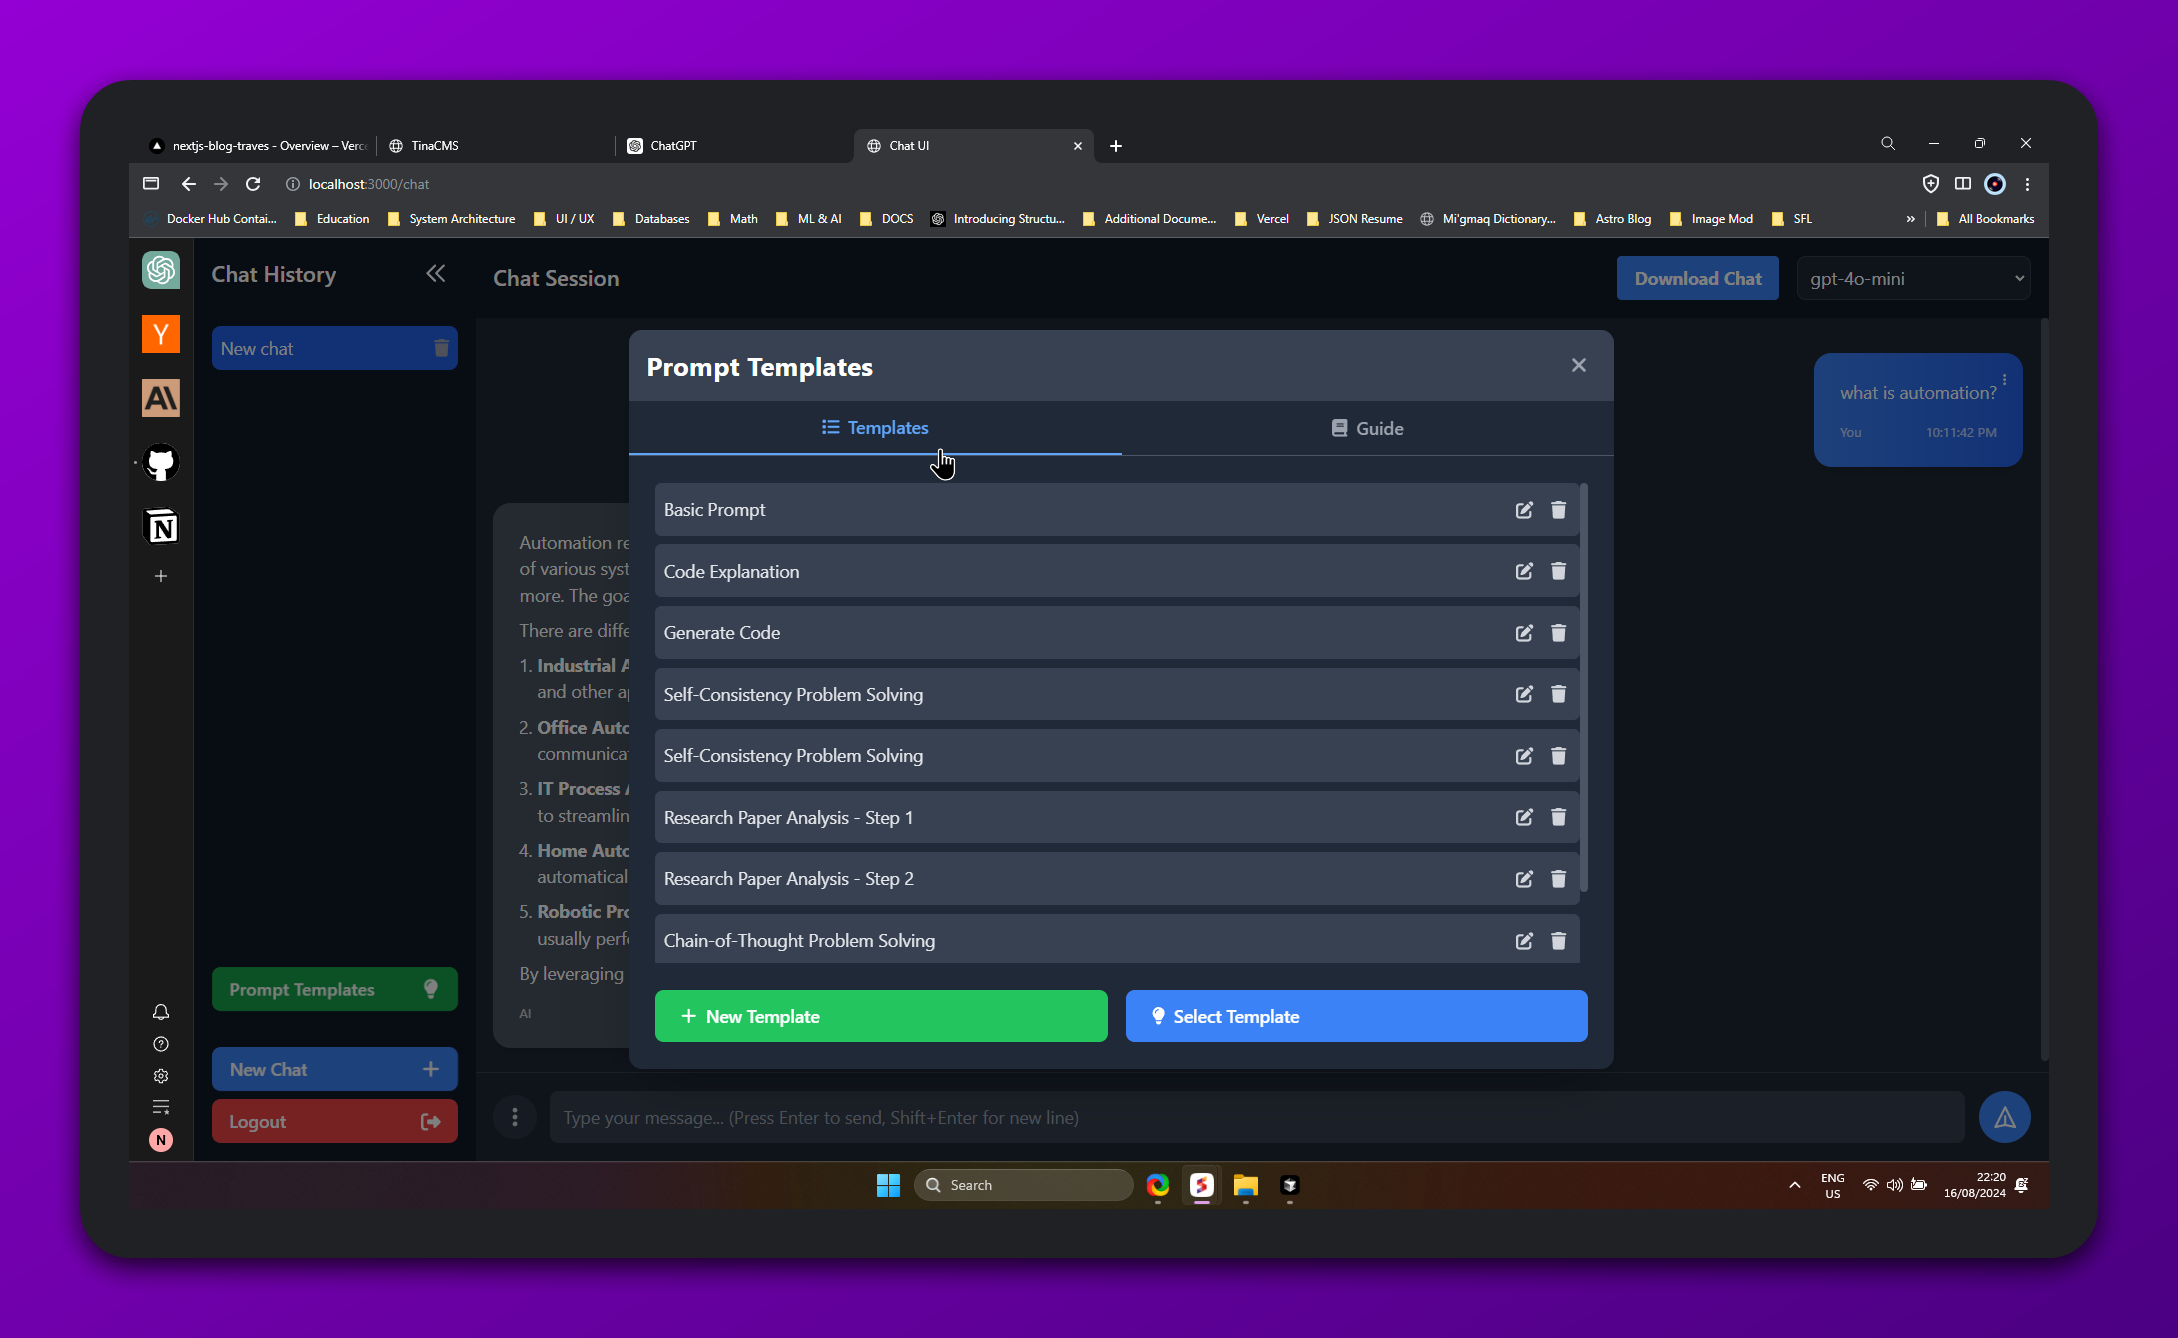 nextjs-blog-traves - Overview – Verc
TinaCMS
ChatGPT
Chat UI
localhost:3000/chat
Docker Hub Contai...
Education
System Architecture
UI / UX
Databases
Math
ML & AI
DOCS
Introducing Structu...
Additional Docume...
Vercel
JSON Resume
Mi'gmaq Dictionary...
Astro Blog
Image Mod
SFL
»
All Bookmarks
Chat History
Chat Session
Download Chat
gpt-4o-mini
New chat
Prompt Templates
Templates
Guide
what is automation?
You
10:11:42 PM
Basic Prompt
Code Explanation
Generate Code
Self-Consistency Problem Solving
Self-Consistency Problem Solving
Research Paper Analysis - Step 1
Research Paper Analysis - Step 2
Chain-of-Thought Problem Solving
+ New Template
Select Template
Automation re
of various syst
more. The goa
There are diffe
1. Industrial A
and other ap
2. Office Auto
communicat
3. IT Process A
to streamlin
4. Home Auto
automatical
5. Robotic Pro
usually perfo
By leveraging
AI
Prompt Templates
New Chat
Logout
Type your message... (Press Enter to send, Shift+Enter for new line)
Y
A\
N
N
Search
ENG
US
22:20
16/08/2024